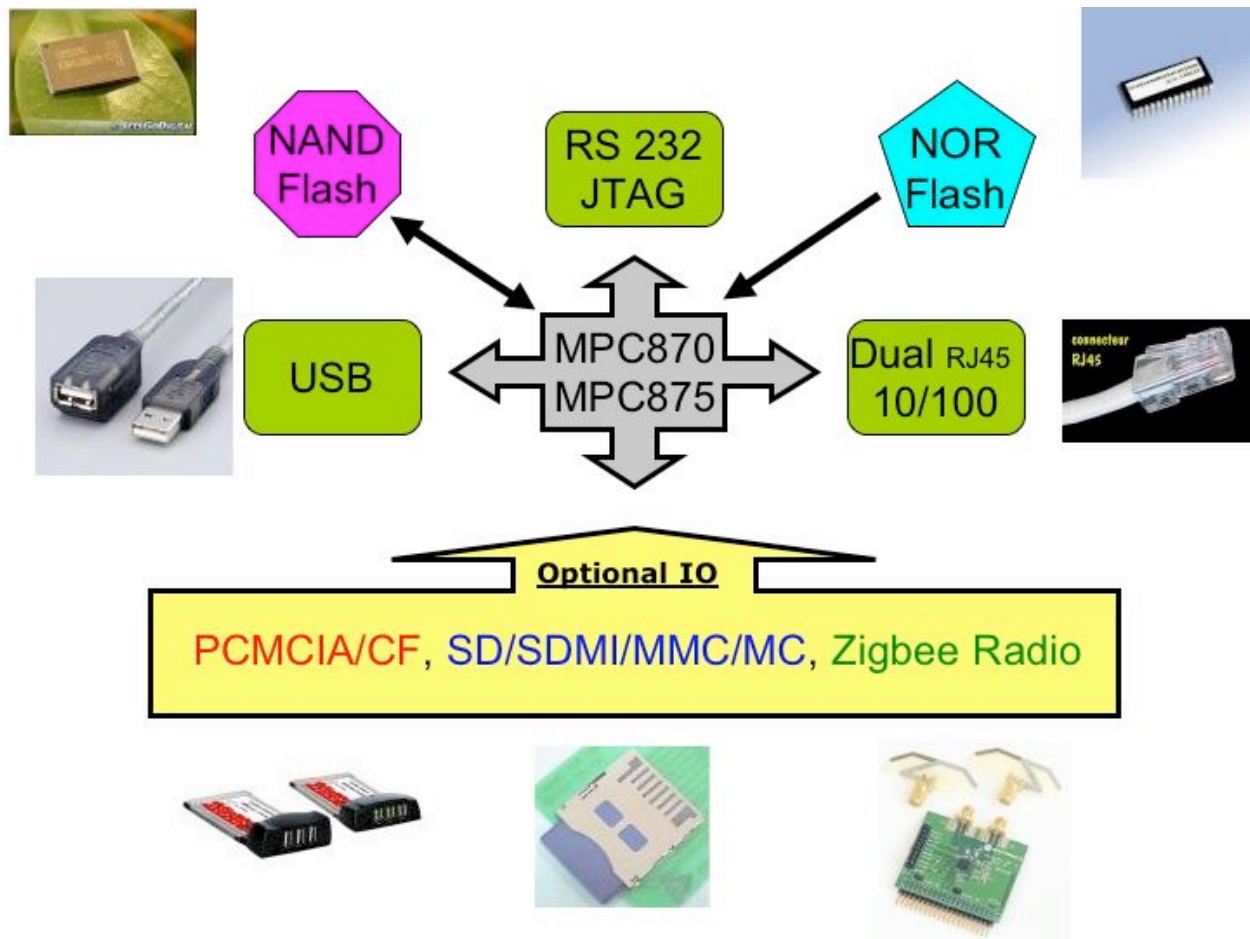 NAND
Flash
RS 232
JTAG
NOR
Flash
USB
MPC870
MPC875
Dual RJ45
10/100
connecteur
RJ45
Optional IO
PCMCIA/CF, SD/SDMI/MMC/MC, Zigbee Radio